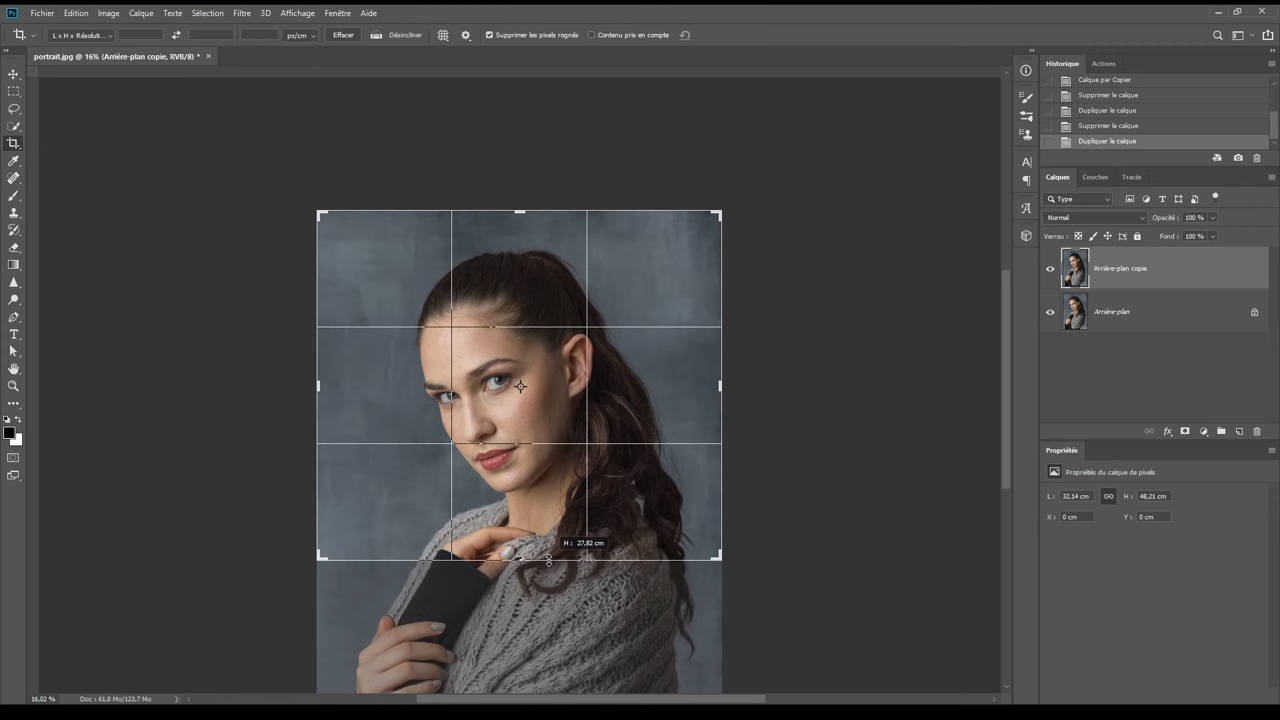 Ps Fichier Edition Image Calque Texte Sélection Filtre 3D Affichage Fenêtre Aide
L x H x Résoluti... px/cm Effacer Désincliner Supprimer les pixels rognés Contenu pris en compte
portrait.jpg @ 16% (Arrière-plan copie, RVB/8) * ×
Historique Actions
Calque par Copier
Supprimer le calque
Dupliquer le calque
Supprimer le calque
Dupliquer le calque
Calques Couches Tracés
Type
Normal Opacité : 100 %
Verrou : Fond : 100 %
Arrière-plan copie
Arrière-plan
Propriétés
Propriétés du calque de pixels
L : 32,14 cm H : 48,21 cm
X : 0 cm Y : 0 cm
H : 27,82 cm
16,02 % Doc : 61,8 Mo/123,7 Mo